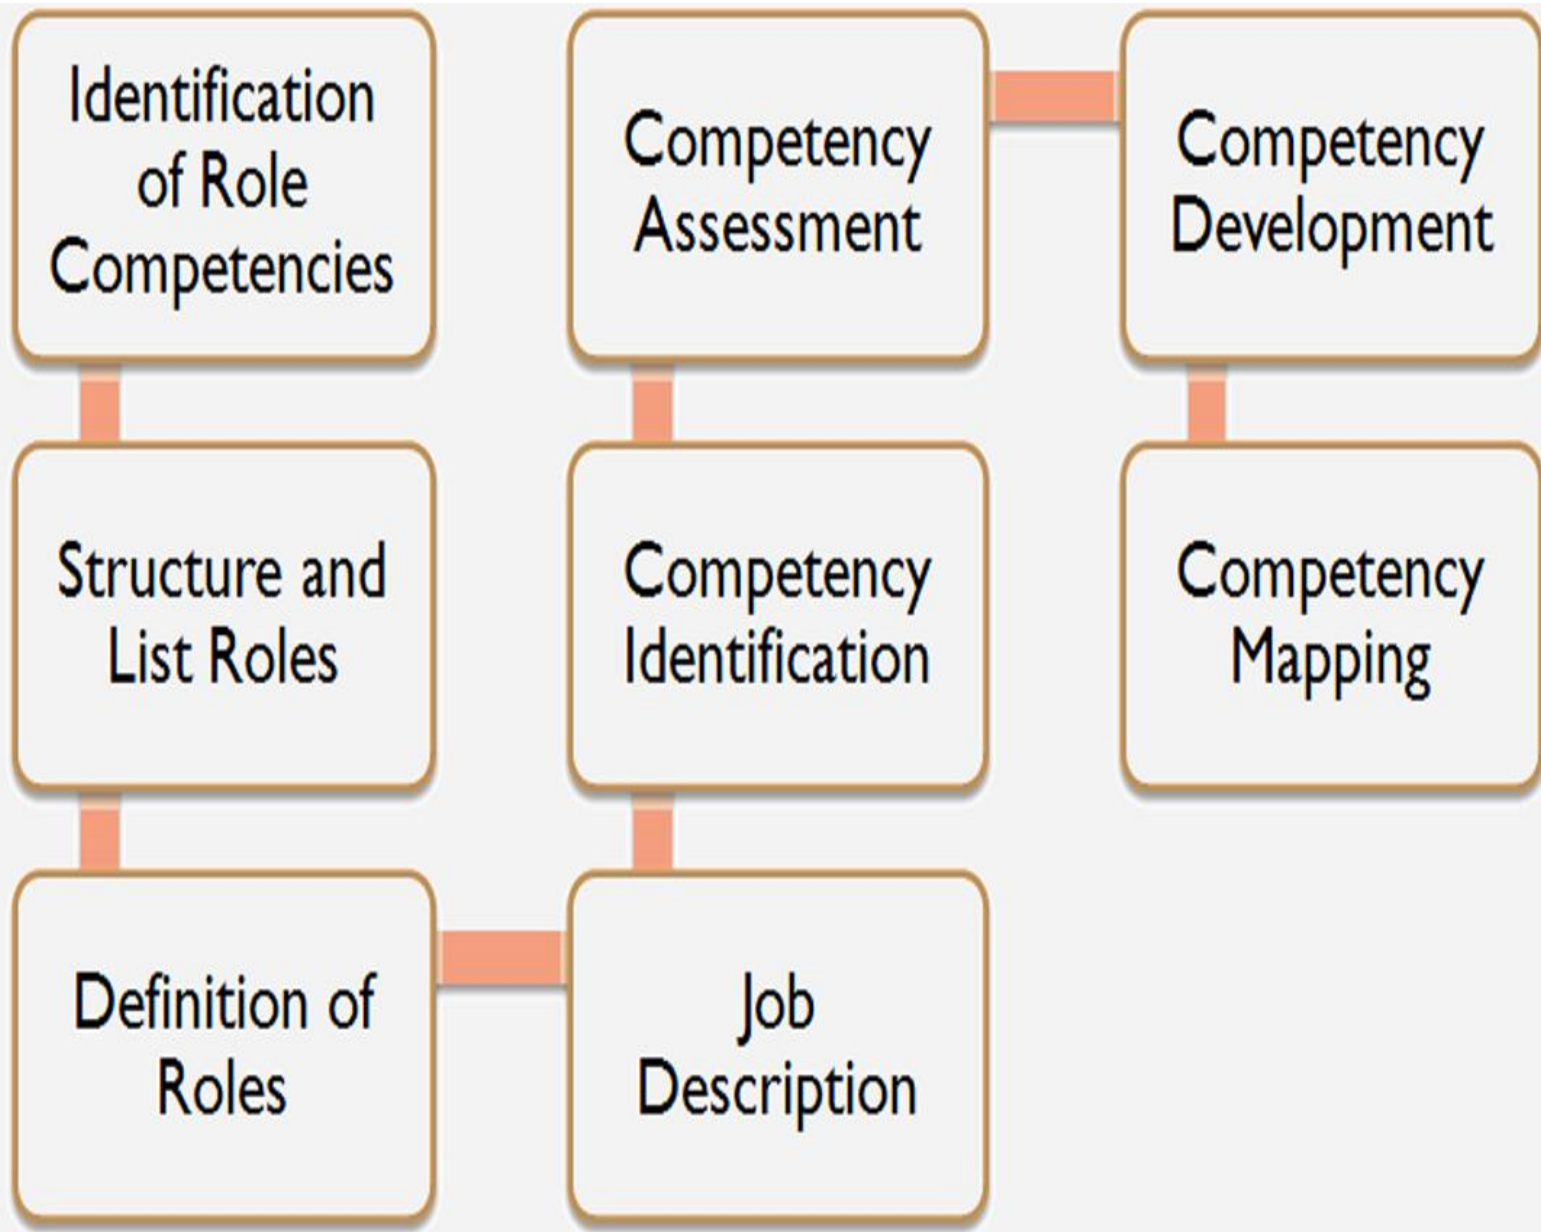 Identification
of Role
Competencies
Structure and
List Roles
Definition of
Roles
Job
Description
Competency
Identification
Competency
Assessment
Competency
Development
Competency
Mapping